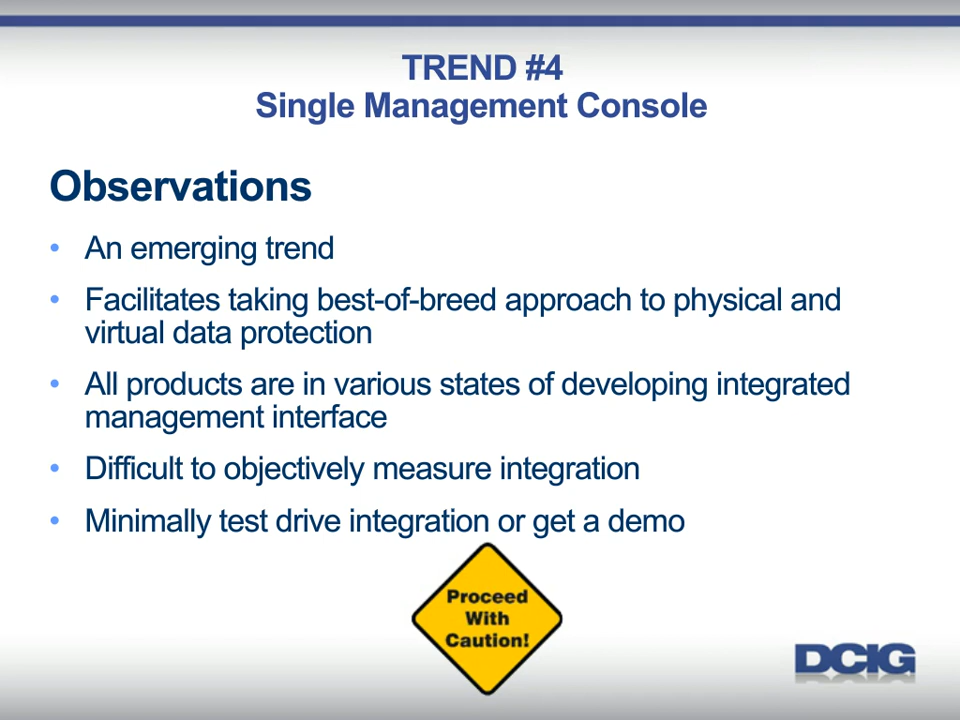 TREND #4
Single Management Console
Observations
• An emerging trend
• Facilitates taking best-of-breed approach to physical and
virtual data protection
• All products are in various states of developing integrated
management interface
• Difficult to objectively measure integration
• Minimally test drive integration or get a demo
Proceed
With
Caution!
DCIG